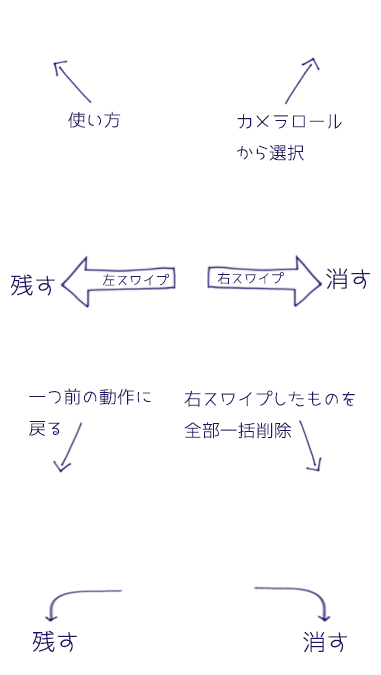 使い方
カメラロール
から選択
残す
左スワイプ
右スワイプ
消す
一つ前の動作に
戻る
右スワイプしたものを
全部一括削除
残す
消す